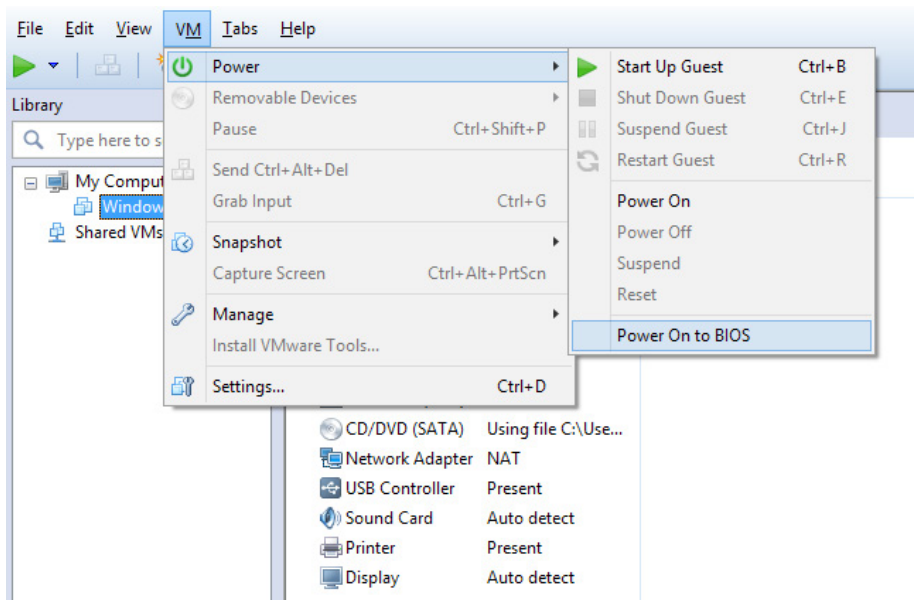 File Edit View VM Tabs Help
Library
Type here to s
My Comput
Window
Shared VMs
Power
Removable Devices
Pause Ctrl+Shift+P
Send Ctrl+Alt+Del
Grab Input Ctrl+G
Snapshot
Capture Screen Ctrl+Alt+PrtScn
Manage
Install VMware Tools...
Settings... Ctrl+D
Start Up Guest Ctrl+B
Shut Down Guest Ctrl+E
Suspend Guest Ctrl+J
Restart Guest Ctrl+R
Power On
Power Off
Suspend
Reset
Power On to BIOS
CD/DVD (SATA) Using file C:\Use...
Network Adapter NAT
USB Controller Present
Sound Card Auto detect
Printer Present
Display Auto detect